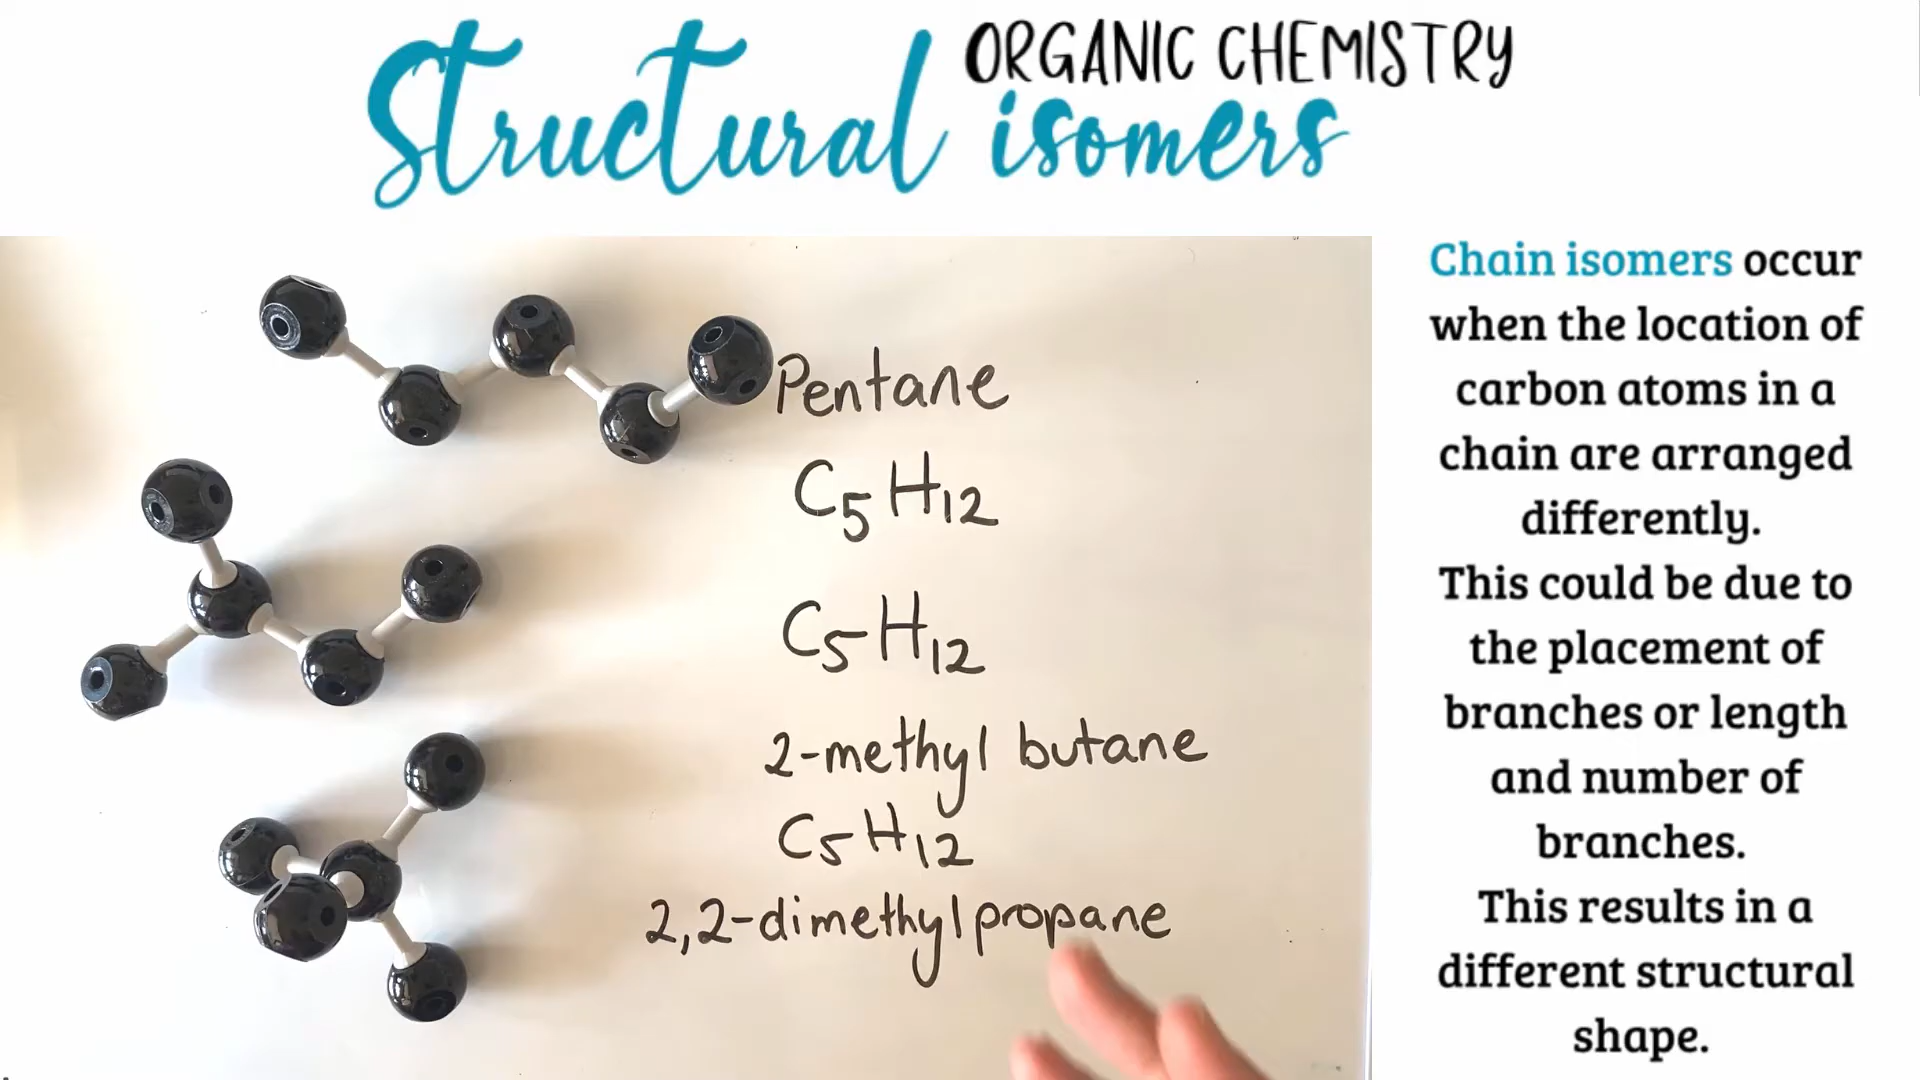 ORGANIC CHEMISTRY
Structural isomers
Pentane
C5H12
C5H12
2-methyl butane
C5H12
2,2-dimethylpropane
Chain isomers occur
when the location of
carbon atoms in a
chain are arranged
differently.
This could be due to
the placement of
branches or length
and number of
branches.
This results in a
different structural
shape.